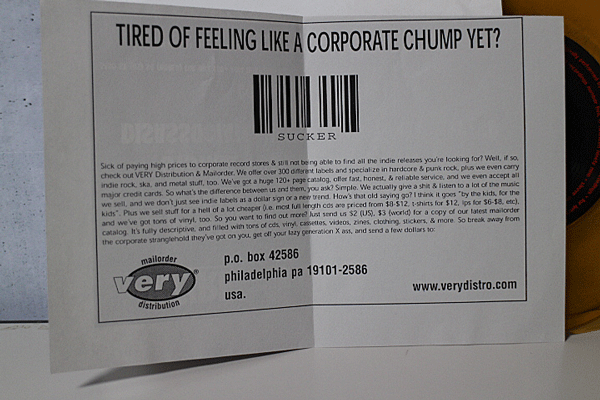 TIRED OF FEELING LIKE A CORPORATE CHUMP YET?
SUCKER
Sick of paying high prices to corporate record stores & still not being able to find all the indie releases you're looking for? Well, if so,
check out VERY Distribution & Mailorder. We offer over 300 different labels and specialize in hardcore & punk rock, plus we even carry
indie rock, ska, and metal stuff, too. We've got a huge 120+ page catalog, offer fast, honest, & reliable service, and we even accept all
major credit cards. So what's the difference between us and them, you ask? Simple. We actually give a shit & listen to a lot of the music
we sell, and we don't just see indie labels as a dollar sign or a new trend. How's that old saying go? I think it goes "by the kids, for the
kids". Plus we sell stuff for a hell of a lot cheaper (i.e. most full length cds are priced from $8-$12, t-shirts for $12, lps for $6-$8, etc),
and we've got tons of vinyl, too. So you want to find out more? Just send us $2 (US), $3 (world) for a copy of our latest mailorder
catalog. It's fully descriptive, and filled with tons of cds, vinyl, cassettes, videos, zines, clothing, stickers, & more. So break away from
the corporate stranglehold they've got on you, get off your lazy generation X ass, and send a few dollars to:
mailorder
very®
distribution
p.o. box 42586
philadelphia pa 19101-2586
usa.
www.verydistro.com